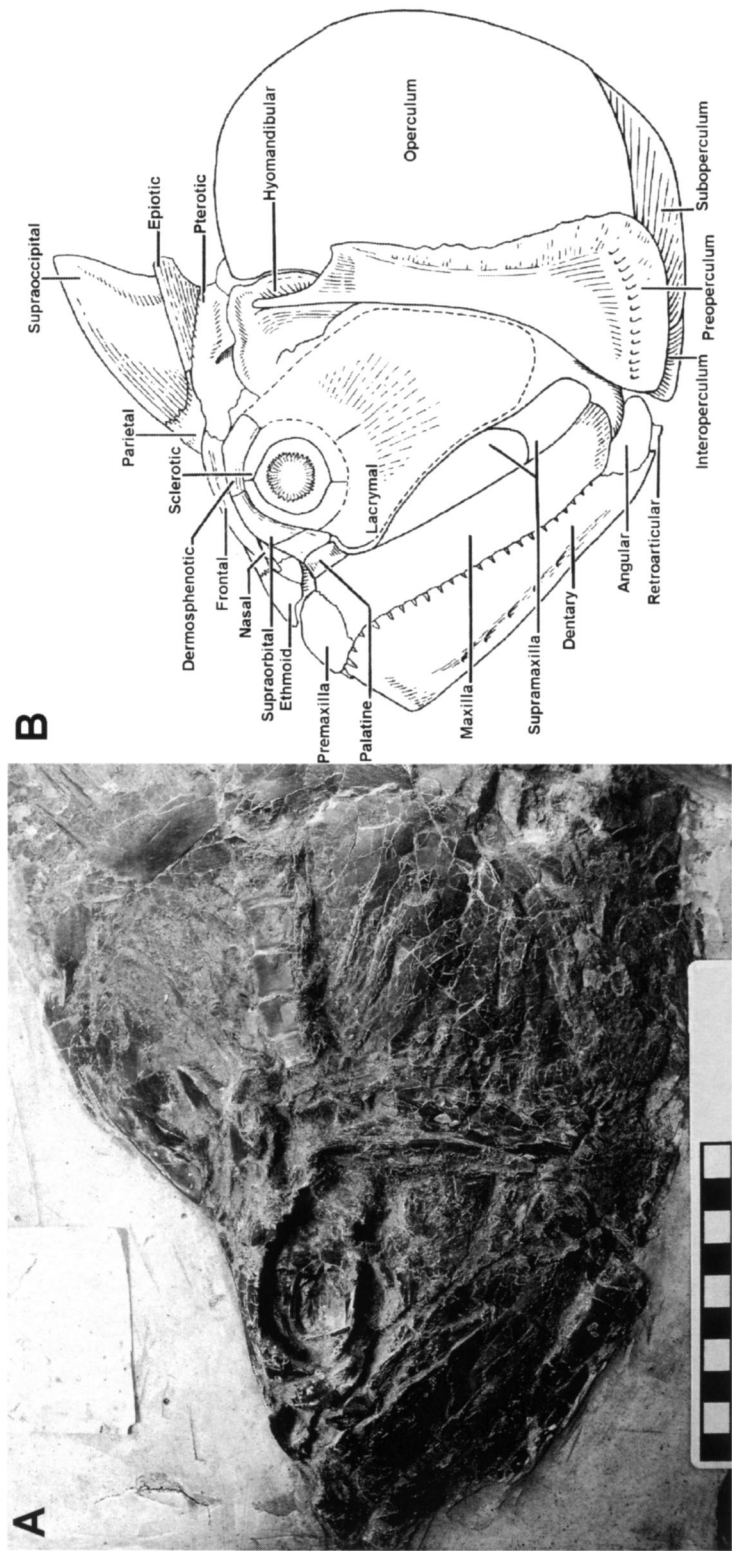 A
B
Supraoccipital
Epiotic
Pterotic
Hyomandibular
Operculum
Parietal
Sclerotic
Dermosphenotic
Frontal
Nasal
Supraorbital
Ethmoid
Premaxilla
Palatine
Lacrymal
Maxilla
Supramaxilla
Dentary
Angular
Retroarticular
Interoperculum
Preoperculum
Suboperculum